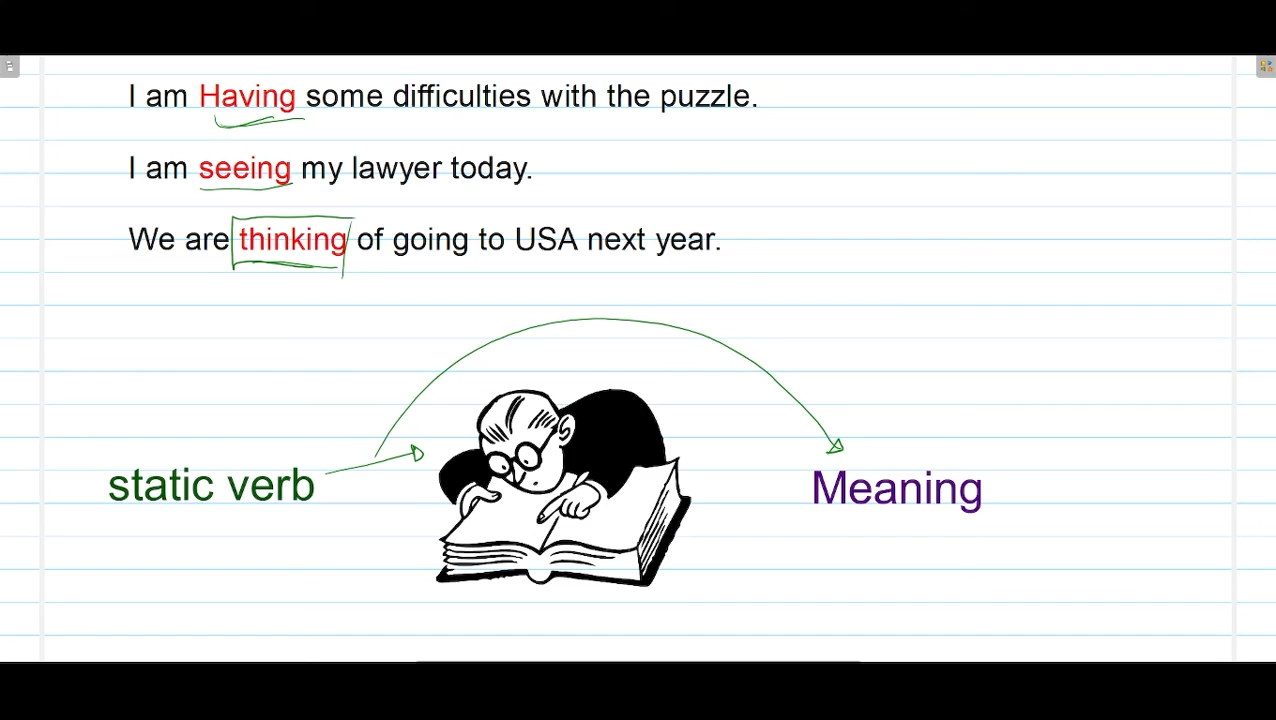 I am Having some difficulties with the puzzle.
I am seeing my lawyer today.
We are thinking of going to USA next year.
static verb
Meaning